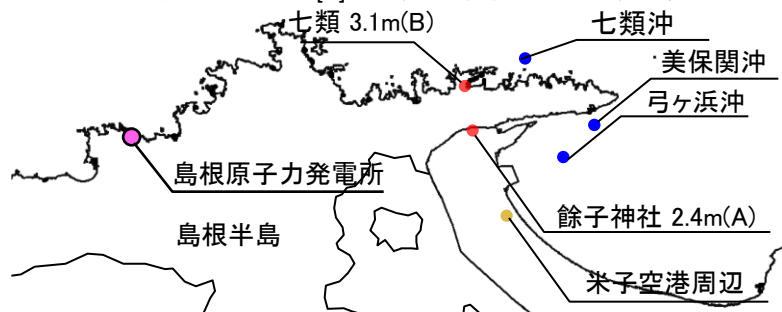 七類 3.1m(B)
七類沖
美保関沖
弓ヶ浜沖
島根原子力発電所
餘子神社 2.4m(A)
島根半島
米子空港周辺